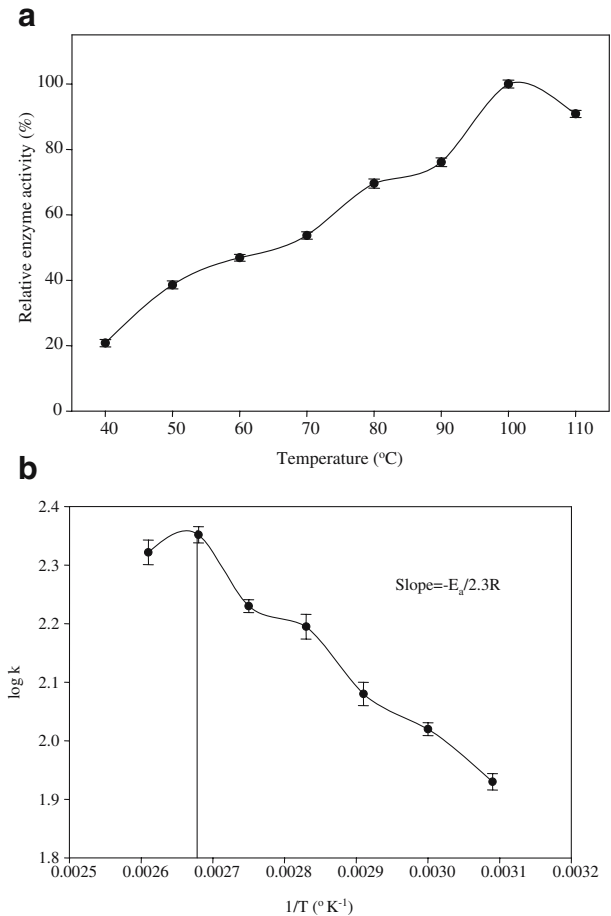 a
Relative enzyme activity (%)
100
80
60
40
20
0
40 50 60 70 80 90 100 110
Temperature (°C)
b
log k
2.4
2.3
2.2
2.1
2.0
1.9
1.8
Slope=-Eₐ/2.3R
0.0025 0.0026 0.0027 0.0028 0.0029 0.0030 0.0031 0.0032
1/T (° K⁻¹)